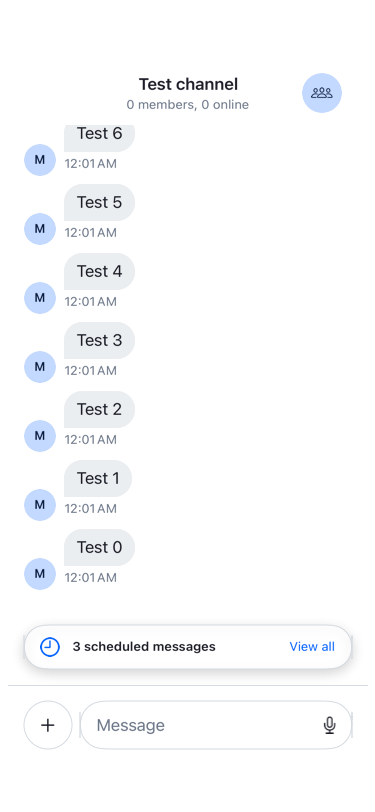 Test channel
0 members, 0 online
Test 6
M
12:01 AM
Test 5
M
12:01 AM
Test 4
M
12:01 AM
Test 3
M
12:01 AM
Test 2
M
12:01 AM
Test 1
M
12:01 AM
Test 0
M
12:01 AM
3 scheduled messages View all
Message